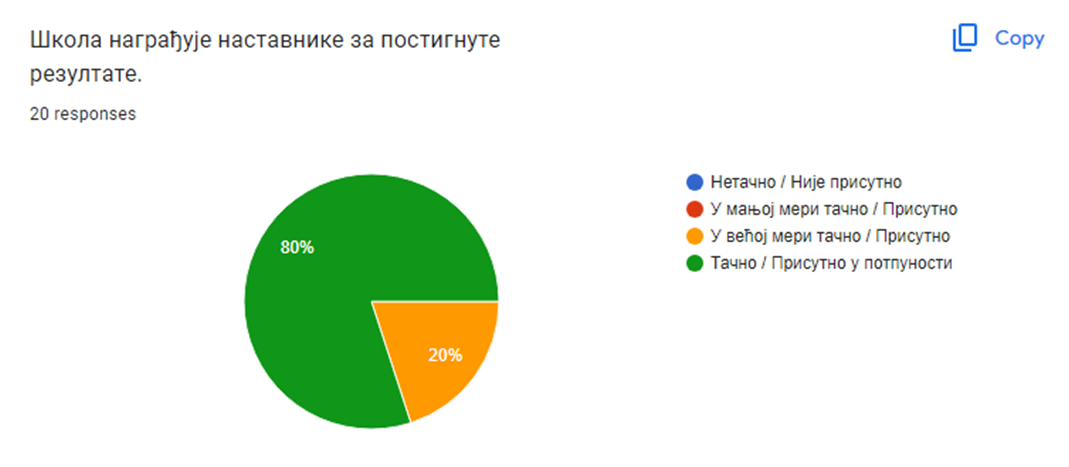 Школа награђује наставнике за постигнуте
резултате.
Copy
20 responses
80%
20%
Нетачно / Није присутно
У мањој мери тачно / Присутно
У већој мери тачно / Присутно
Тачно / Присутно у потпуности